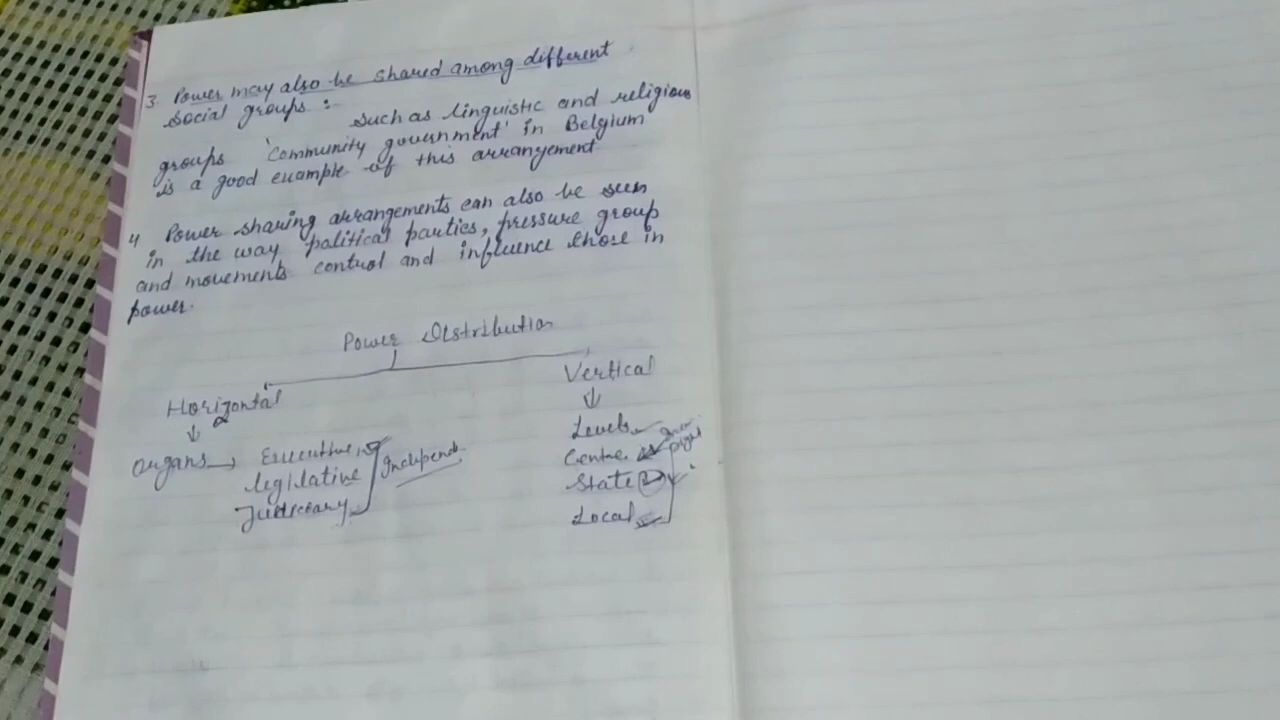 3. Power may also be shared among different
social groups :- such as linguistic and religious
groups 'community government' in Belgium
is a good example of this arrangement
4 Power sharing arrangements can also be seen
in the way political parties, pressure group
and movements control and influence those in
power.
Power Distribution
Horizontal
Vertical
Organs → Executive
Legislative
Judiciary
Independ
Levels
Centre
State
Local